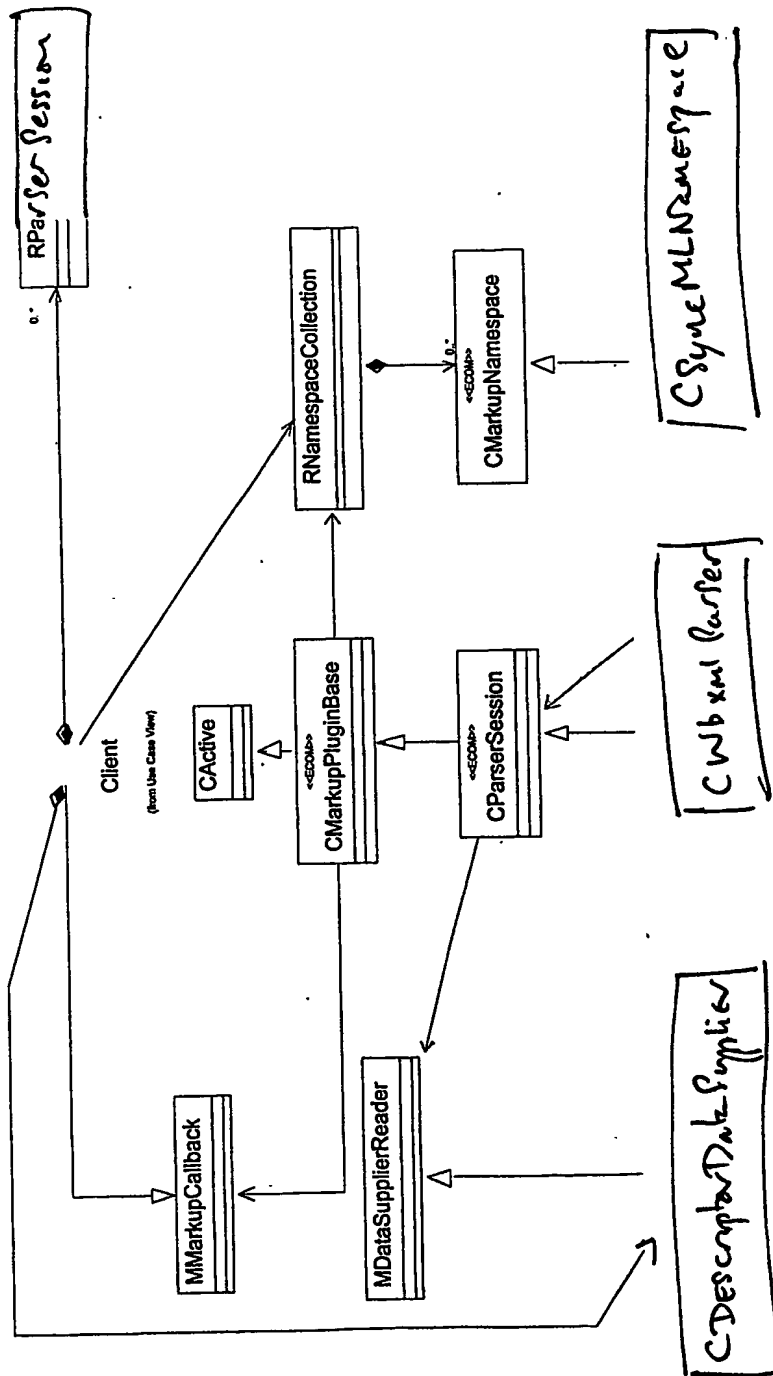 RParserSession
0..*
Client
(from Use Case View)
CActive
MMarkupCallback
<<ECOM>>
CMarkupPluginBase
RNamespaceCollection
MDataSupplierReader
<<ECOM>>
CParserSession
0..*
<<ECOM>>
CMarkupNamespace
CDescriptorDataSupplier
CWbxmlParser
CSyncMLNamespace